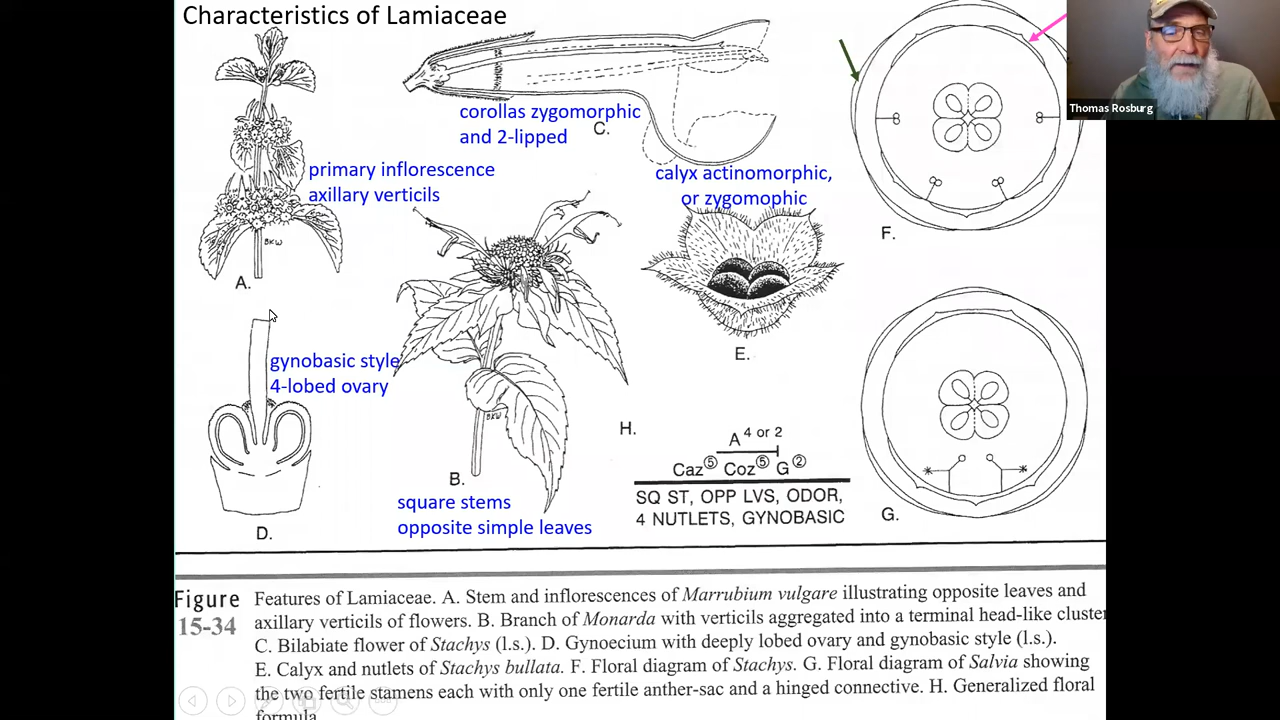 Characteristics of Lamiaceae
Thomas Rosburg
corollas zygomorphic
and 2-lipped
C.
primary inflorescence
axillary verticils
calyx actinomorphic,
or zygomophic
BKW
A.
F.
E.
gynobasic style
4-lobed ovary
BKW
B.
square stems
opposite simple leaves
D.
H.
A 4 or 2
Caz⑤ Coz⑤ G②
SQ ST, OPP LVS, ODOR,
4 NUTLETS, GYNOBASIC
G.
Figure
15-34
Features of Lamiaceae. A. Stem and inflorescences of Marrubium vulgare illustrating opposite leaves and
axillary verticils of flowers. B. Branch of Monarda with verticils aggregated into a terminal head-like cluster
C. Bilabiate flower of Stachys (l.s.). D. Gynoecium with deeply lobed ovary and gynobasic style (l.s.).
E. Calyx and nutlets of Stachys bullata. F. Floral diagram of Stachys. G. Floral diagram of Salvia showing
the two fertile stamens each with only one fertile anther-sac and a hinged connective. H. Generalized floral
formula